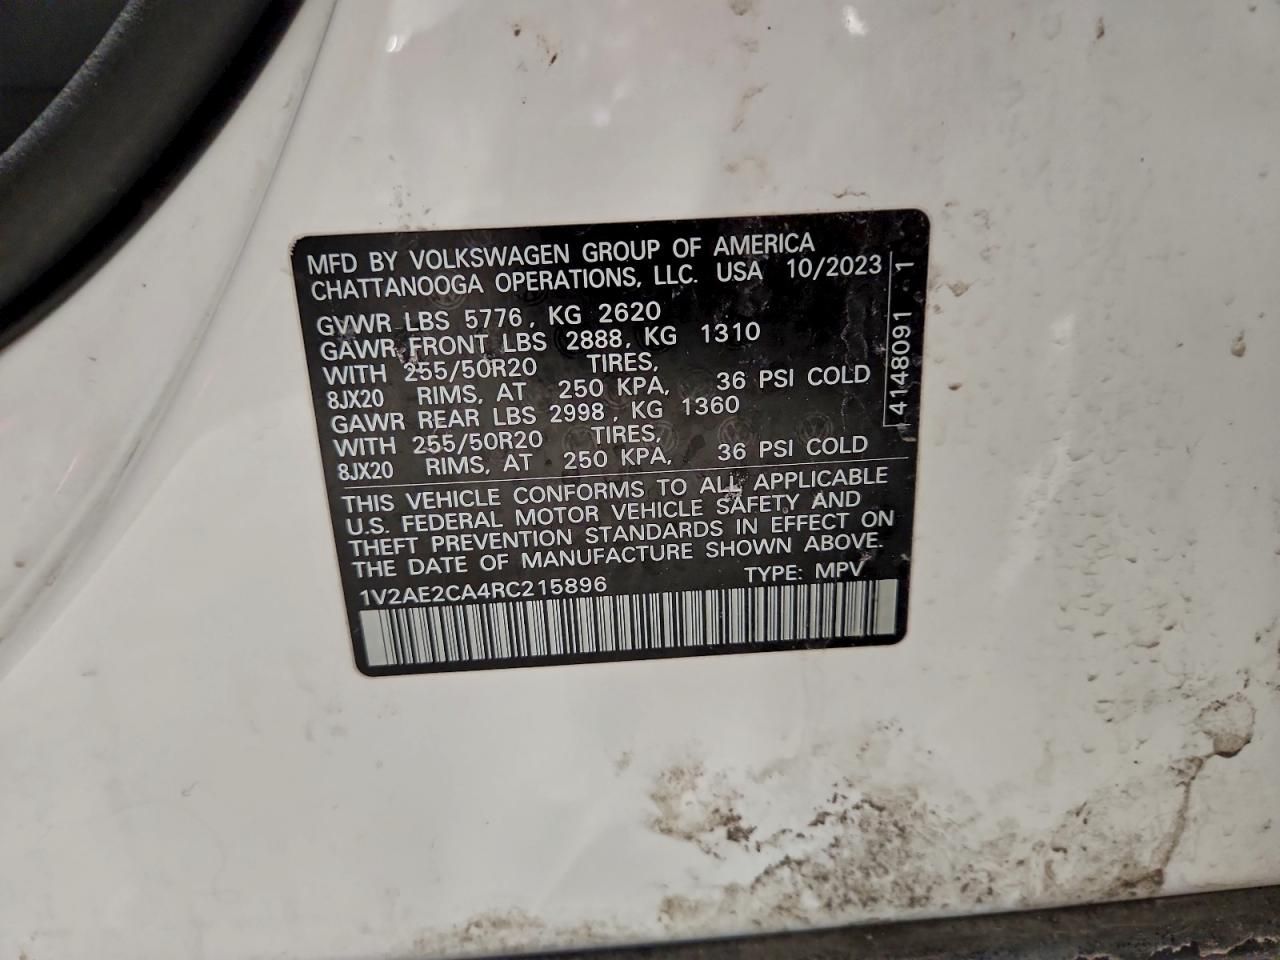 MFD BY VOLKSWAGEN GROUP OF AMERICA
CHATTANOOGA OPERATIONS, LLC. USA 10/2023
GVWR LBS 5776, KG 2620
GAWR FRONT LBS 2888, KG 1310
WITH 255/50R20 TIRES,
8JX20 RIMS, AT 250 KPA, 36 PSI COLD
GAWR REAR LBS 2998, KG 1360
WITH 255/50R20 TIRES,
8JX20 RIMS, AT 250 KPA, 36 PSI COLD
4148091 1
THIS VEHICLE CONFORMS TO ALL APPLICABLE
U.S. FEDERAL MOTOR VEHICLE SAFETY AND
THEFT PREVENTION STANDARDS IN EFFECT ON
THE DATE OF MANUFACTURE SHOWN ABOVE.
1V2AE2CA4RC215896 TYPE: MPV